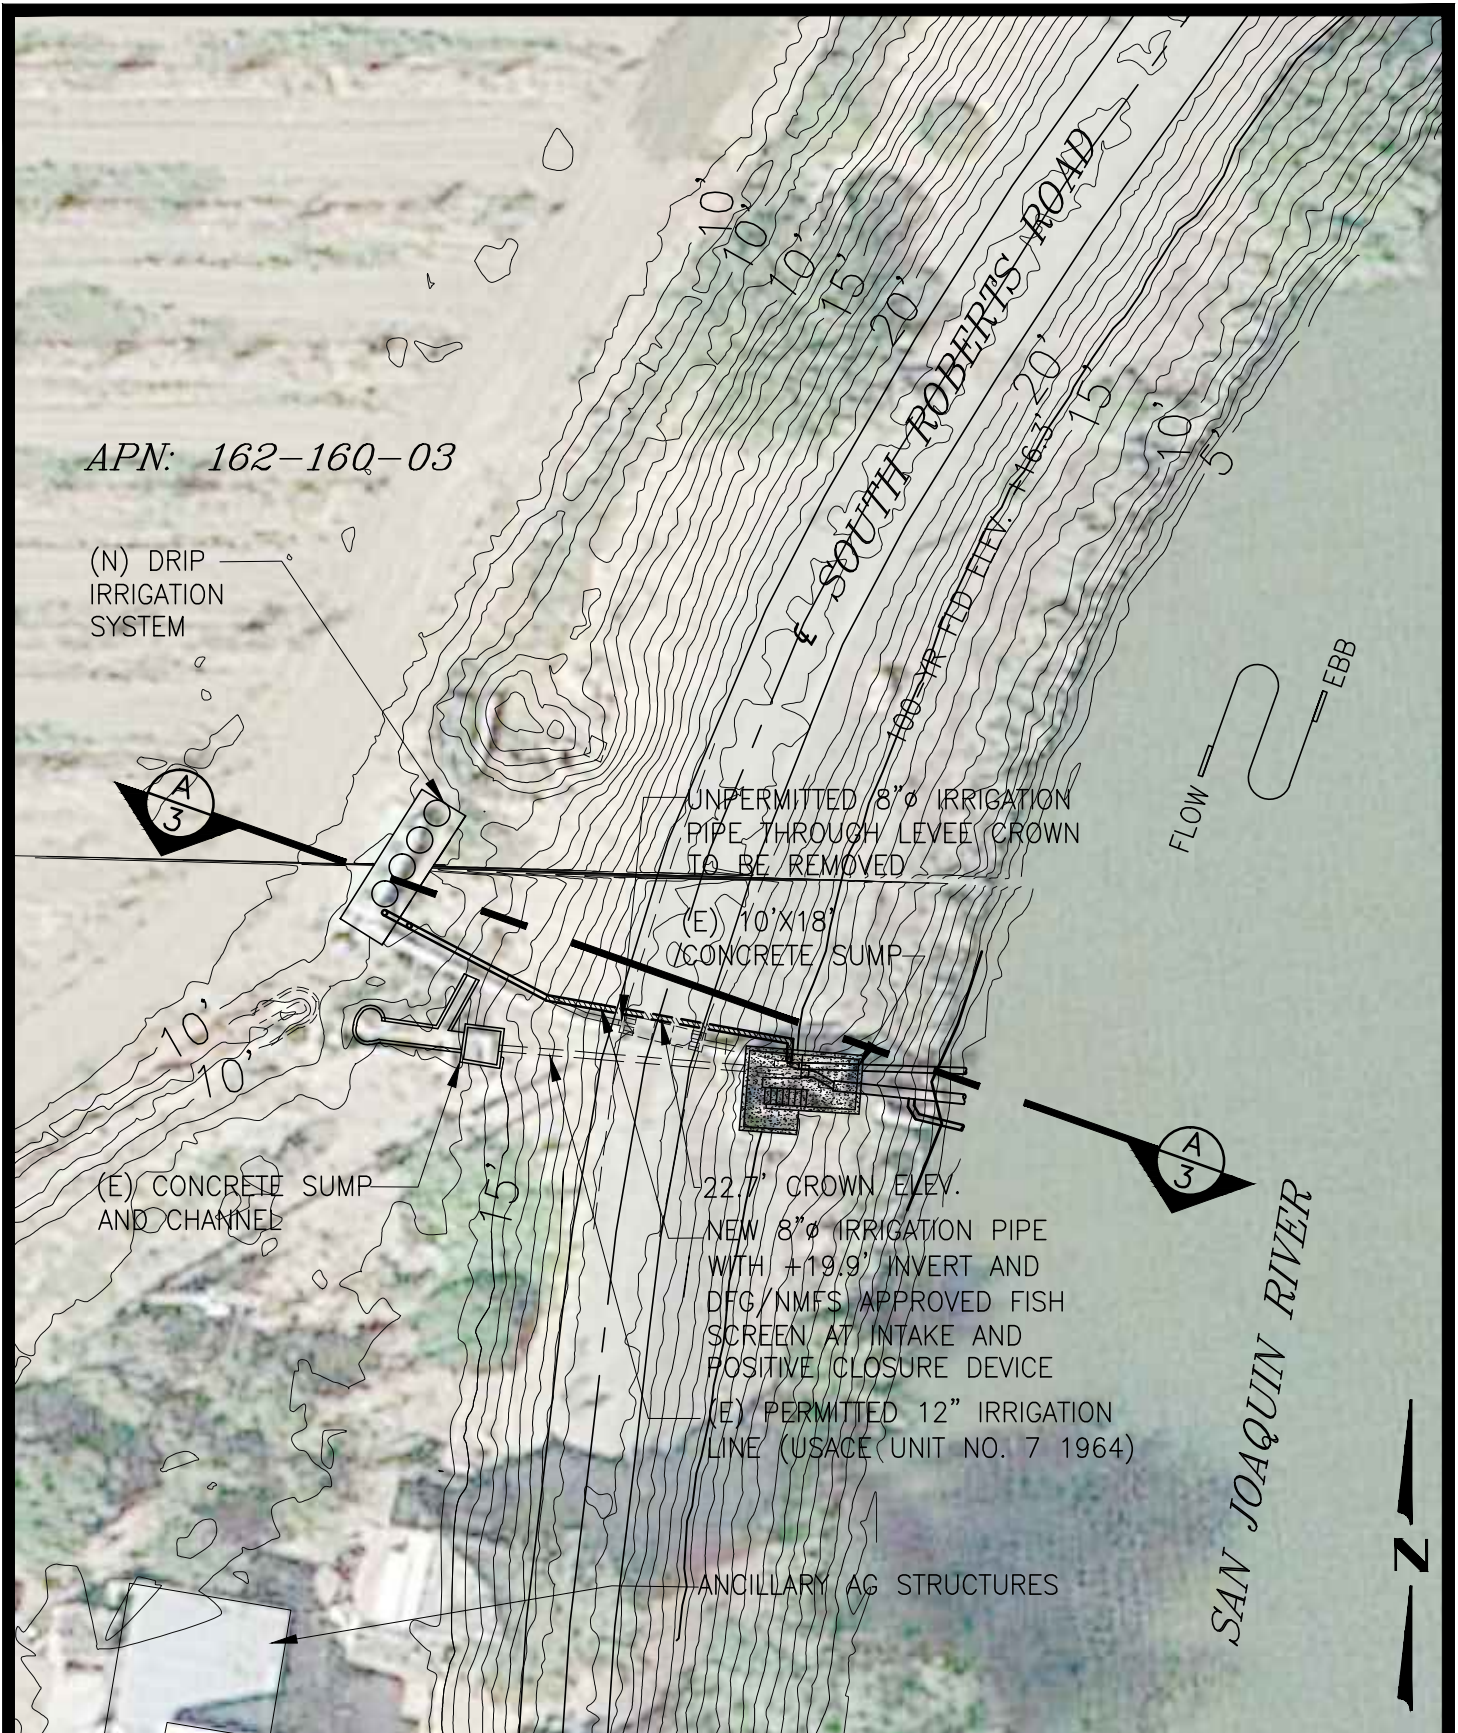 10'
10'
10'
15'
20'
SOUTH ROBERTS ROAD
20'
15'
10'
5'
100-YR FLD ELEV. +16.3'
APN: 162-160-03
(N) DRIP
IRRIGATION
SYSTEM
EBB
FLOW
A
3
UNPERMITTED 8"ø IRRIGATION
PIPE THROUGH LEVEE CROWN
TO BE REMOVED
(E) 10'X18'
CONCRETE SUMP
10'
10'
(E) CONCRETE SUMP
AND CHANNEL
15'
A
3
22.7' CROWN ELEV.
NEW 8"ø IRRIGATION PIPE
WITH +19.9' INVERT AND
DFG/NMFS APPROVED FISH
SCREEN AT INTAKE AND
POSITIVE CLOSURE DEVICE
(E) PERMITTED 12" IRRIGATION
LINE (USACE UNIT NO. 7 1964)
ANCILLARY AG STRUCTURES
SAN JOAQUIN RIVER
N